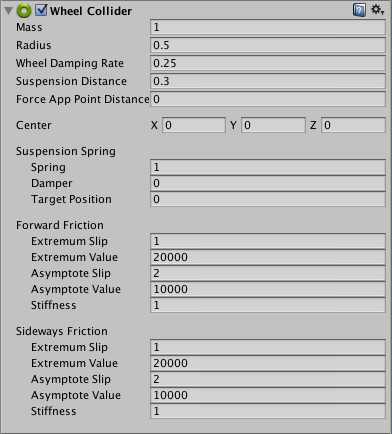 Wheel Collider
Mass 1
Radius 0.5
Wheel Damping Rate 0.25
Suspension Distance 0.3
Force App Point Distance 0
Center X 0 Y 0 Z 0
Suspension Spring
Spring 1
Damper 0
Target Position 0
Forward Friction
Extremum Slip 1
Extremum Value 20000
Asymptote Slip 2
Asymptote Value 10000
Stiffness 1
Sideways Friction
Extremum Slip 1
Extremum Value 20000
Asymptote Slip 2
Asymptote Value 10000
Stiffness 1